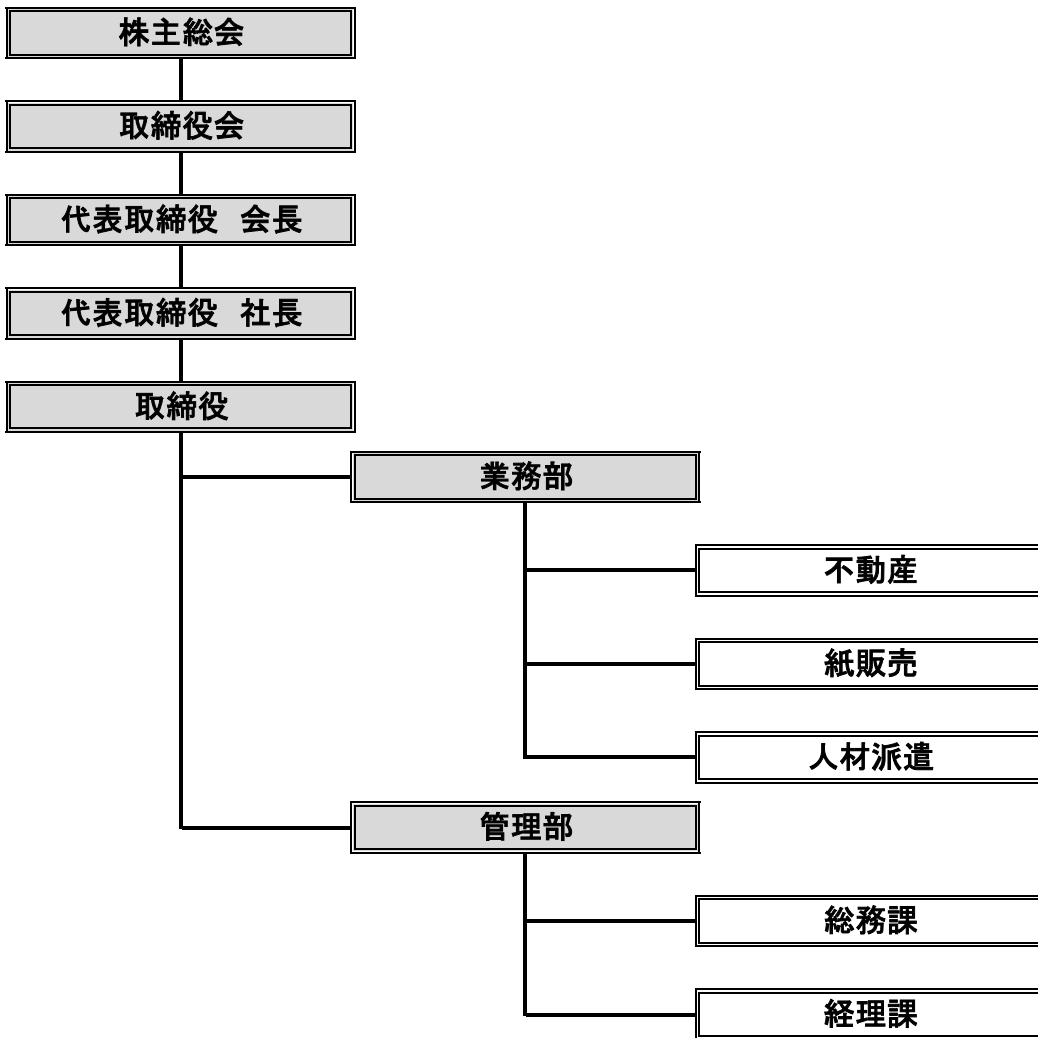 株主総会
取締役会
代表取締役　会長
代表取締役　社長
取締役
業務部
不動産
紙販売
人材派遣
管理部
総務課
経理課